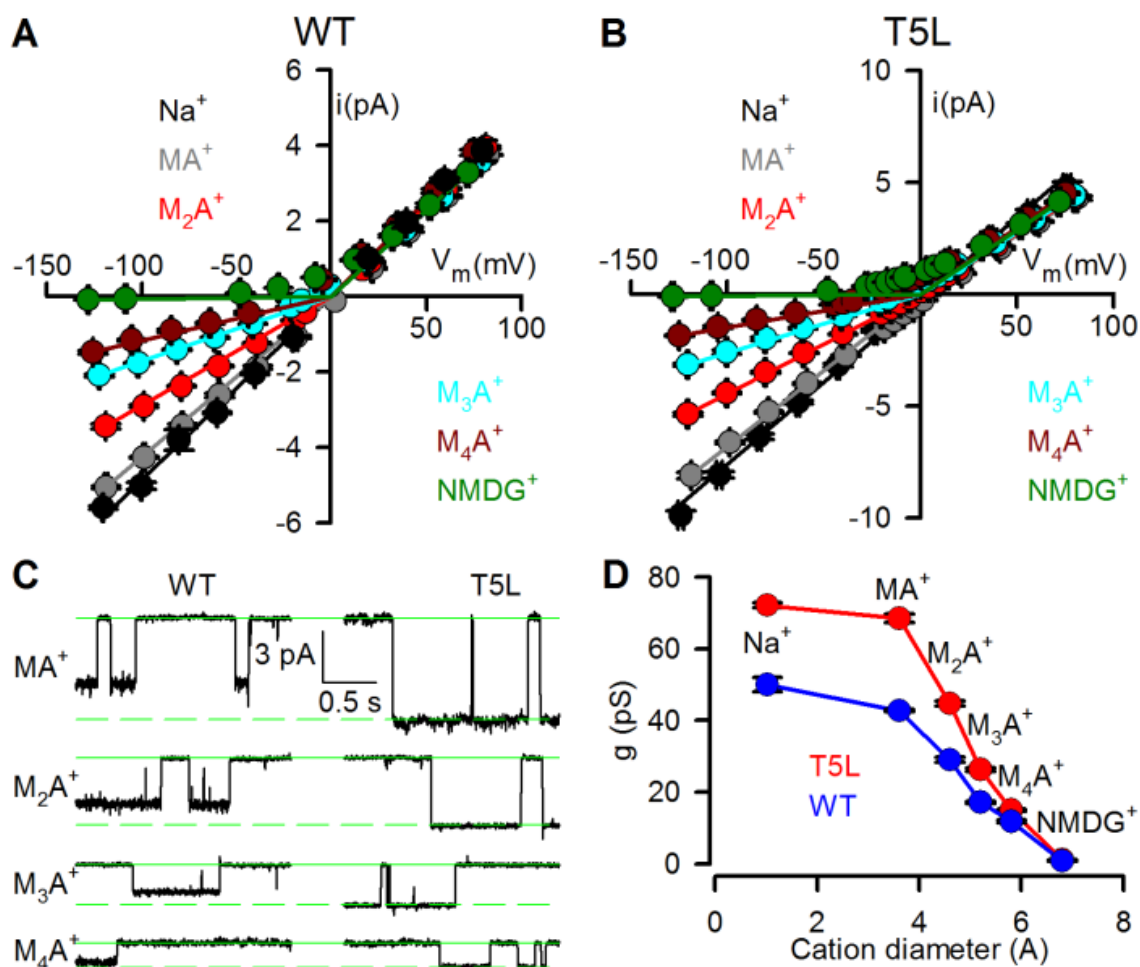 A
WT
6
i(pA)
4
2
Na⁺
MA⁺
M₂A⁺
-150
-100
-50
Vₘ(mV)
50
100
-2
-4
-6
M₃A⁺
M₄A⁺
NMDG⁺
B
T5L
10
i(pA)
5
Na⁺
MA⁺
M₂A⁺
-150
-100
-50
Vₘ(mV)
50
100
-5
-10
M₃A⁺
M₄A⁺
NMDG⁺
C
WT
T5L
MA⁺
3 pA
0.5 s
M₂A⁺
M₃A⁺
M₄A⁺
D
80
60
40
20
0
g (pS)
Na⁺
MA⁺
M₂A⁺
M₃A⁺
M₄A⁺
NMDG⁺
T5L
WT
0
2
4
6
8
Cation diameter (A)